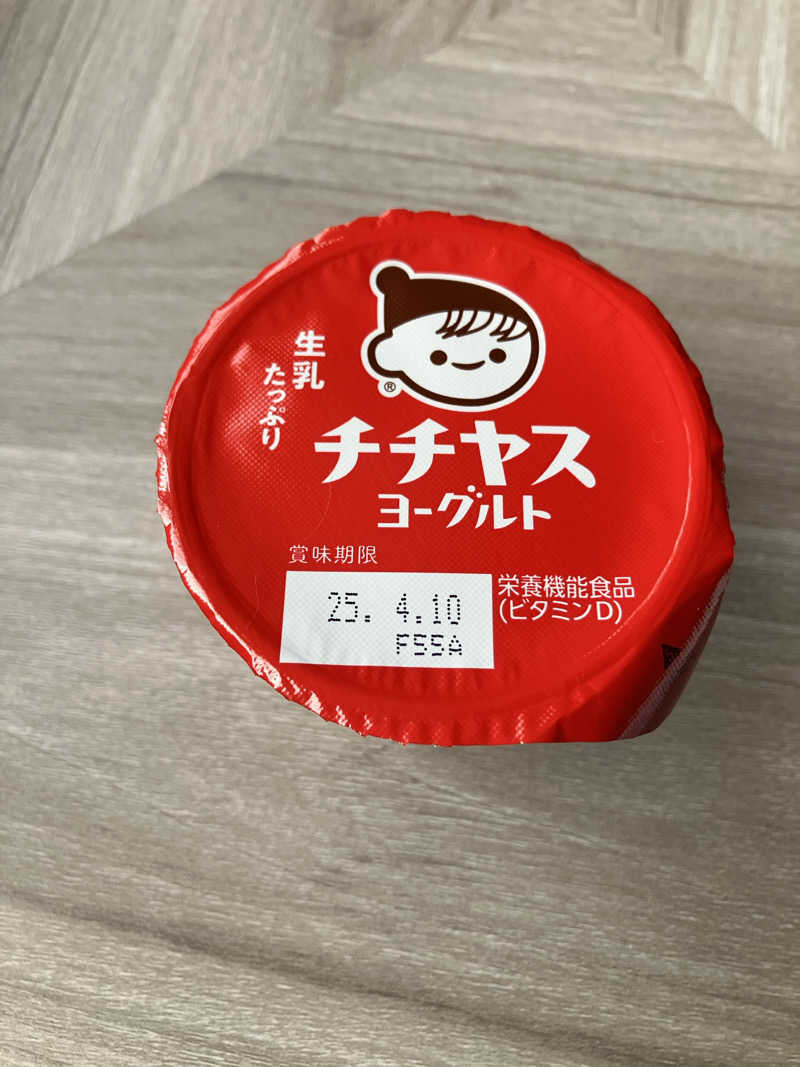 生乳
たっぷり
®
チチヤス
ヨーグルト
賞味期限
25. 4.10
F55A
栄養機能食品
(ビタミンD)